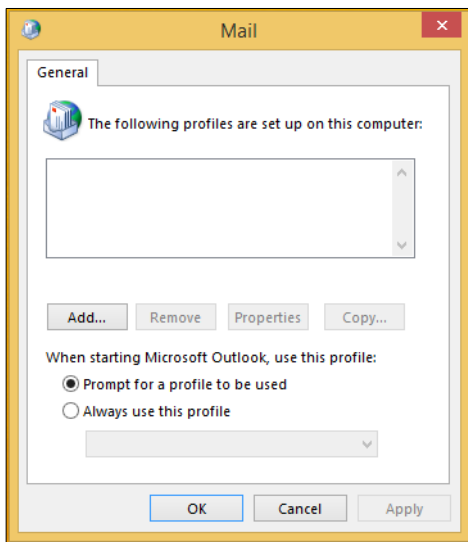 Mail
General
The following profiles are set up on this computer:
Add... Remove Properties Copy...
When starting Microsoft Outlook, use this profile:
Prompt for a profile to be used
Always use this profile
OK Cancel Apply